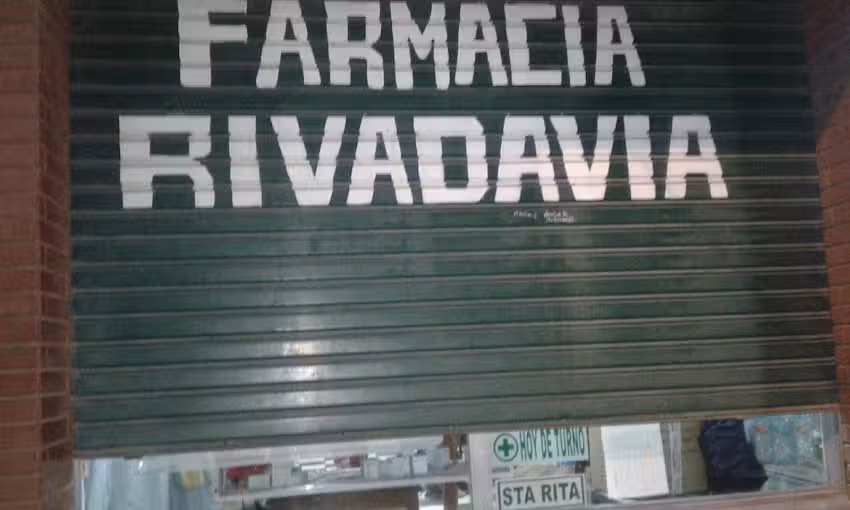 FARMACIA
RIVADAVIA
HOY DE TURNO
STA RITA